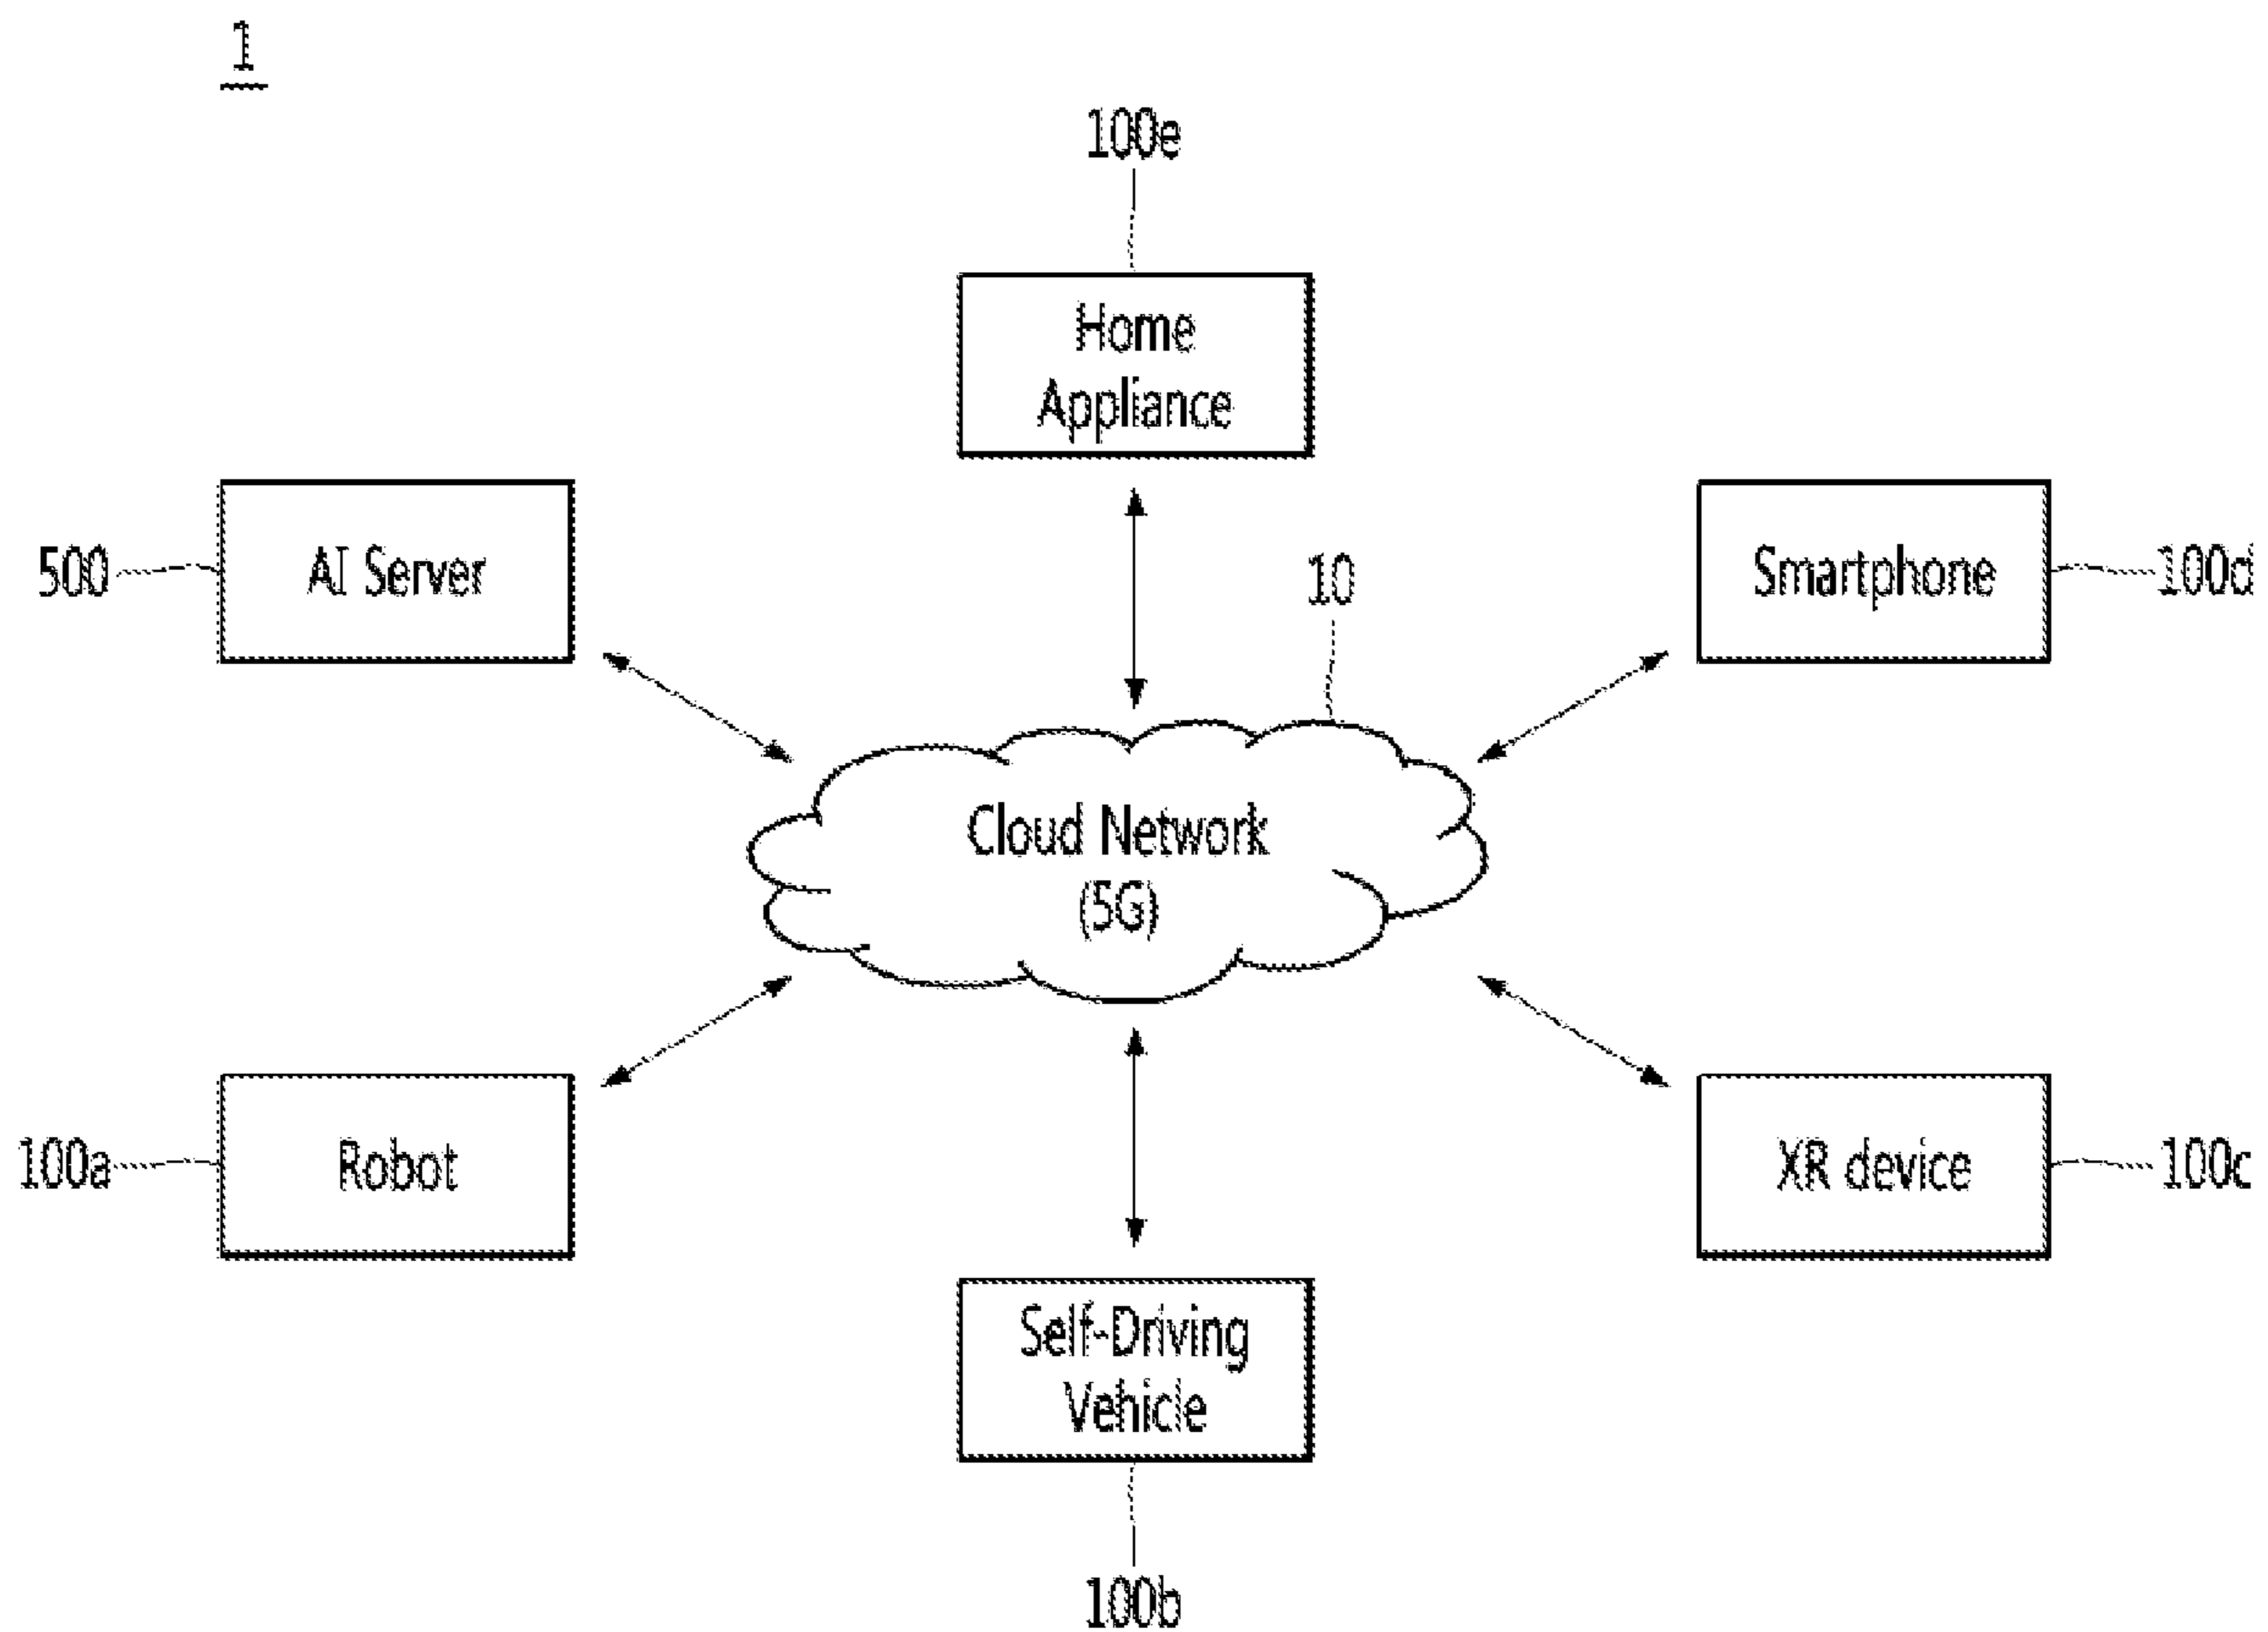 1
100e
Home
Appliance
500
AI Server
10
Smartphone
100d
Cloud Network
(5G)
100a
Robot
XR device
100c
Self-Driving
Vehicle
100b